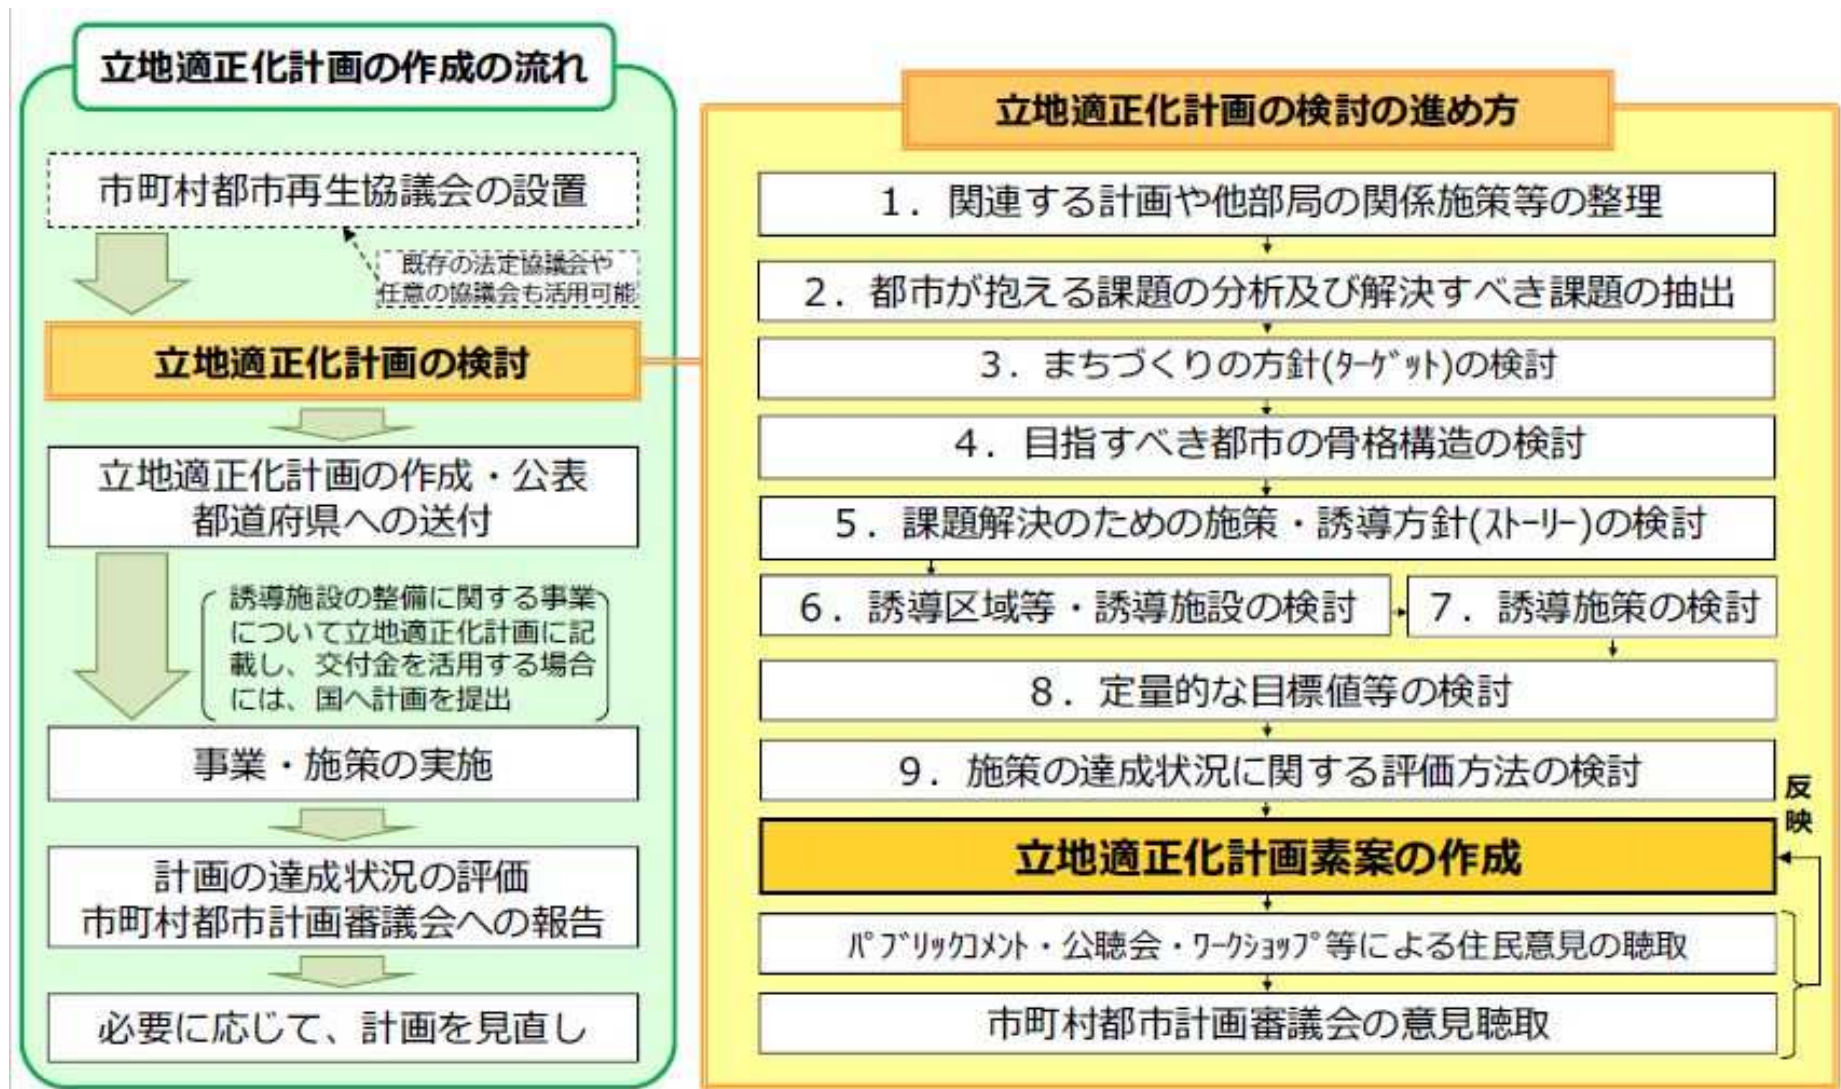 立地適正化計画の作成の流れ
市町村都市再生協議会の設置
既存の法定協議会や
任意の協議会も活用可能
立地適正化計画の検討
立地適正化計画の作成・公表
都道府県への送付
誘導施設の整備に関する事業
について立地適正化計画に記
載し、交付金を活用する場合
には、国へ計画を提出
事業・施策の実施
計画の達成状況の評価
市町村都市計画審議会への報告
必要に応じて、計画を見直し
立地適正化計画の検討の進め方
1．関連する計画や他部局の関係施策等の整理
2．都市が抱える課題の分析及び解決すべき課題の抽出
3．まちづくりの方針(ﾀｰｹﾞｯﾄ)の検討
4．目指すべき都市の骨格構造の検討
5．課題解決のための施策・誘導方針(ｽﾄｰﾘｰ)の検討
6．誘導区域等・誘導施設の検討
7．誘導施策の検討
8．定量的な目標値等の検討
9．施策の達成状況に関する評価方法の検討
立地適正化計画素案の作成
反映
ﾊﾟﾌﾞﾘｯｸｺﾒﾝﾄ・公聴会・ﾜｰｸｼｮｯﾌﾟ等による住民意見の聴取
市町村都市計画審議会の意見聴取